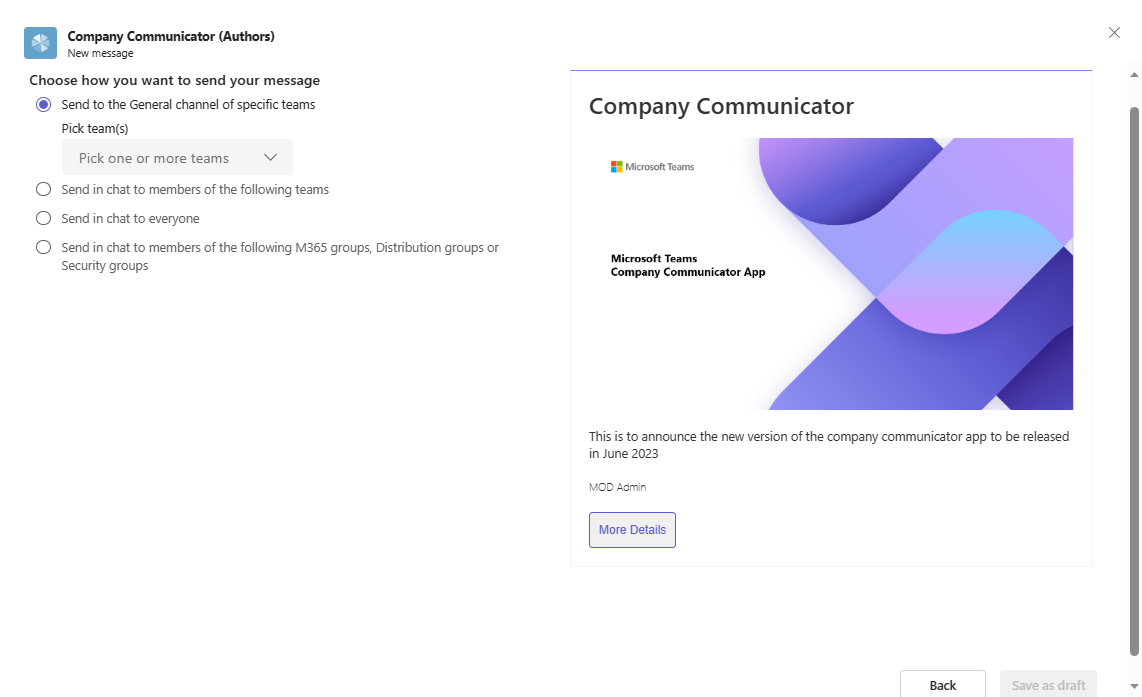 Company Communicator (Authors)
New message
Choose how you want to send your message
Send to the General channel of specific teams
Pick team(s)
Pick one or more teams
Send in chat to members of the following teams
Send in chat to everyone
Send in chat to members of the following M365 groups, Distribution groups or
Security groups
Company Communicator
Microsoft Teams
Microsoft Teams
Company Communicator App
This is to announce the new version of the company communicator app to be released
in June 2023
MOD Admin
More Details
Back
Save as draft